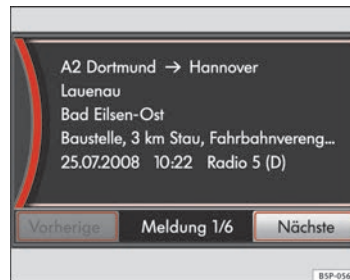 A2 Dortmund → Hannover
Lauenau
Bad Eilsen-Ost
Baustelle, 3 km Stau, Fahrbahnvereng...
25.07.2008 10:22 Radio 5 (D)
Vorherige Meldung 1/6 Nächste
B5P-056